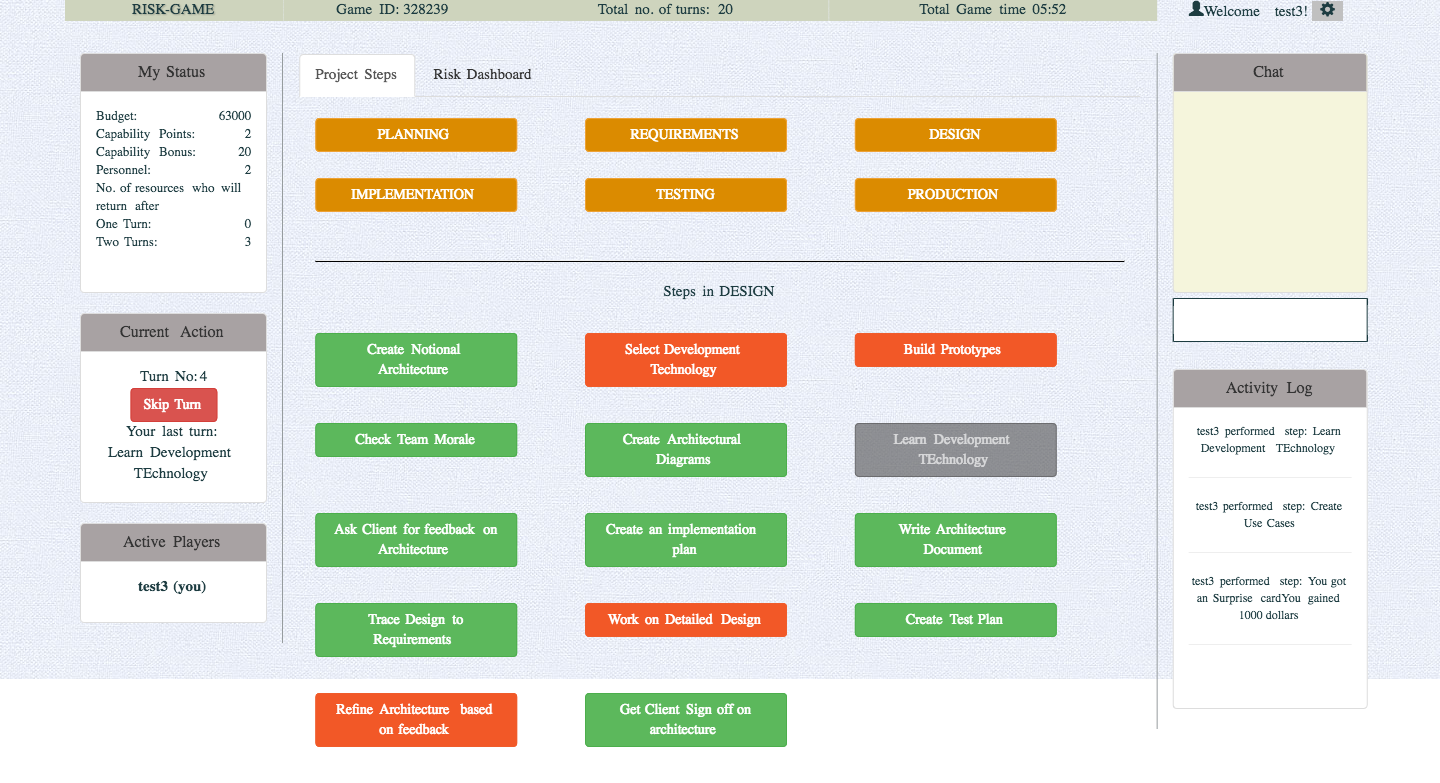 RISK-GAME
Game ID: 328239
Total no. of turns: 20
Total Game time 05:52
Welcome test3!
My Status
Budget: 63000
Capability Points: 2
Capability Bonus: 20
Personnel: 2
No. of resources who will
return after
One Turn: 0
Two Turns: 3
Current Action
Turn No: 4
Skip Turn
Your last turn:
Learn Development
TEchnology
Active Players
test3 (you)
Project Steps
Risk Dashboard
PLANNING
REQUIREMENTS
DESIGN
IMPLEMENTATION
TESTING
PRODUCTION
Steps in DESIGN
Create Notional
Architecture
Select Development
Technology
Build Prototypes
Check Team Morale
Create Architectural
Diagrams
Learn Development
TEchnology
Ask Client for feedback on
Architecture
Create an implementation
plan
Write Architecture
Document
Trace Design to
Requirements
Work on Detailed Design
Create Test Plan
Refine Architecture based
on feedback
Get Client Sign off on
architecture
Chat
Activity Log
test3 performed step: Learn
Development TEchnology
test3 performed step: Create
Use Cases
test3 performed step: You got
an Surprise cardYou gained
1000 dollars